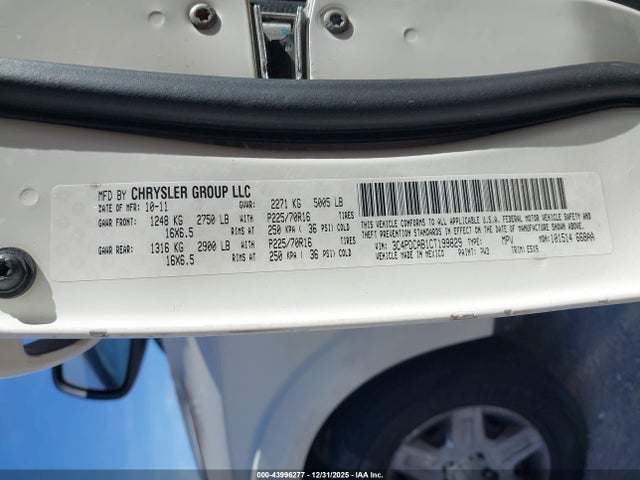 MFD BY CHRYSLER GROUP LLC
DATE OF MFR: 10-11 GVWR: 2271 KG 5005 LB
GAWR FRONT: 1248 KG 2750 LB P225/70R16 TIRES
16X6.5 RIMS AT 250 KPA ( 36 PSI) COLD
GAWR REAR: 1316 KG 2900 LB P225/70R16 TIRES
16X6.5 RIMS AT 250 KPA ( 36 PSI) COLD
THIS VEHICLE CONFORMS TO ALL APPLICABLE U.S.A. FEDERAL MOTOR VEHICLE SAFETY
AND THEFT PREVENTION STANDARDS IN EFFECT ON THE DATE OF MANUFACTURE SHOWN ABOVE.
VIN: 3C4PDCAB1CT199829 TYPE: MPV MDH: 101514 668AA
VEHICLE MADE IN MEXICO PAINT: PW3 TRIM: E5X9
000-43996277 - 12/31/2025 - IAA, Inc.